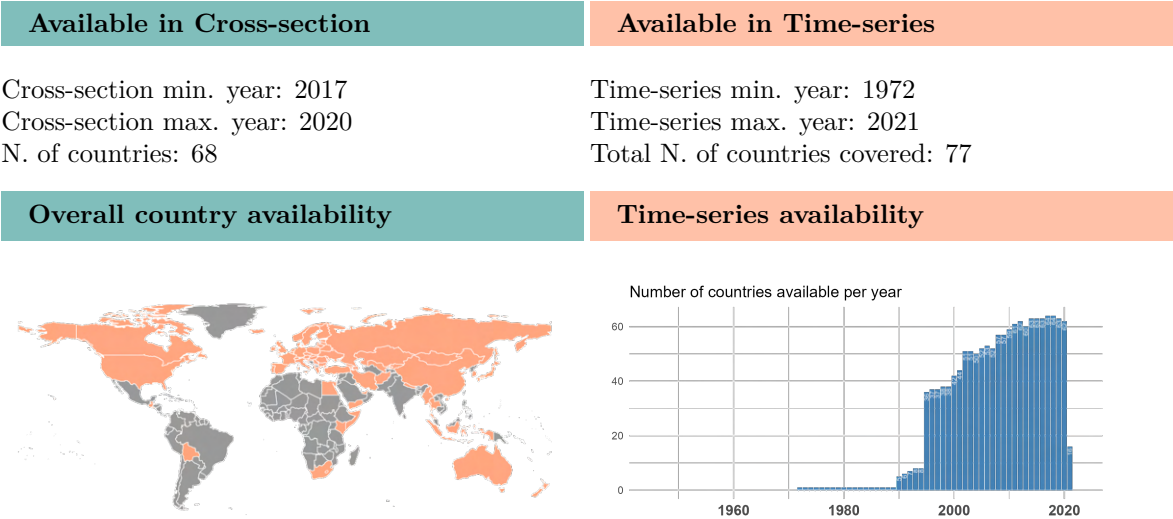 Available in Cross-section
Cross-section min. year: 2017
Cross-section max. year: 2020
N. of countries: 68
Available in Time-series
Time-series min. year: 1972
Time-series max. year: 2021
Total N. of countries covered: 77
Overall country availability
Time-series availability
Number of countries available per year
60
40
20
0
1960
1980
2000
2020